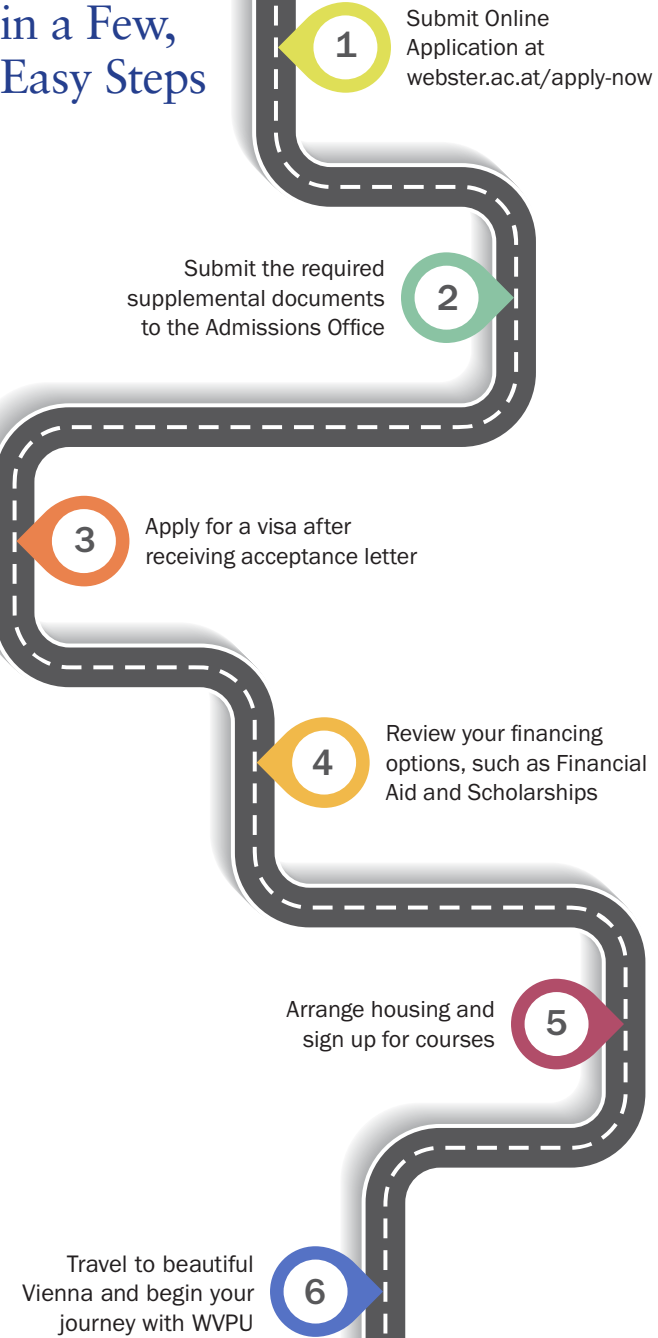 in a Few,
Easy Steps
1
Submit Online
Application at
webster.ac.at/apply-now
Submit the required
supplemental documents
to the Admissions Office
2
3
Apply for a visa after
receiving acceptance letter
4
Review your financing
options, such as Financial
Aid and Scholarships
Arrange housing and
sign up for courses
5
Travel to beautiful
Vienna and begin your
journey with WVPU
6